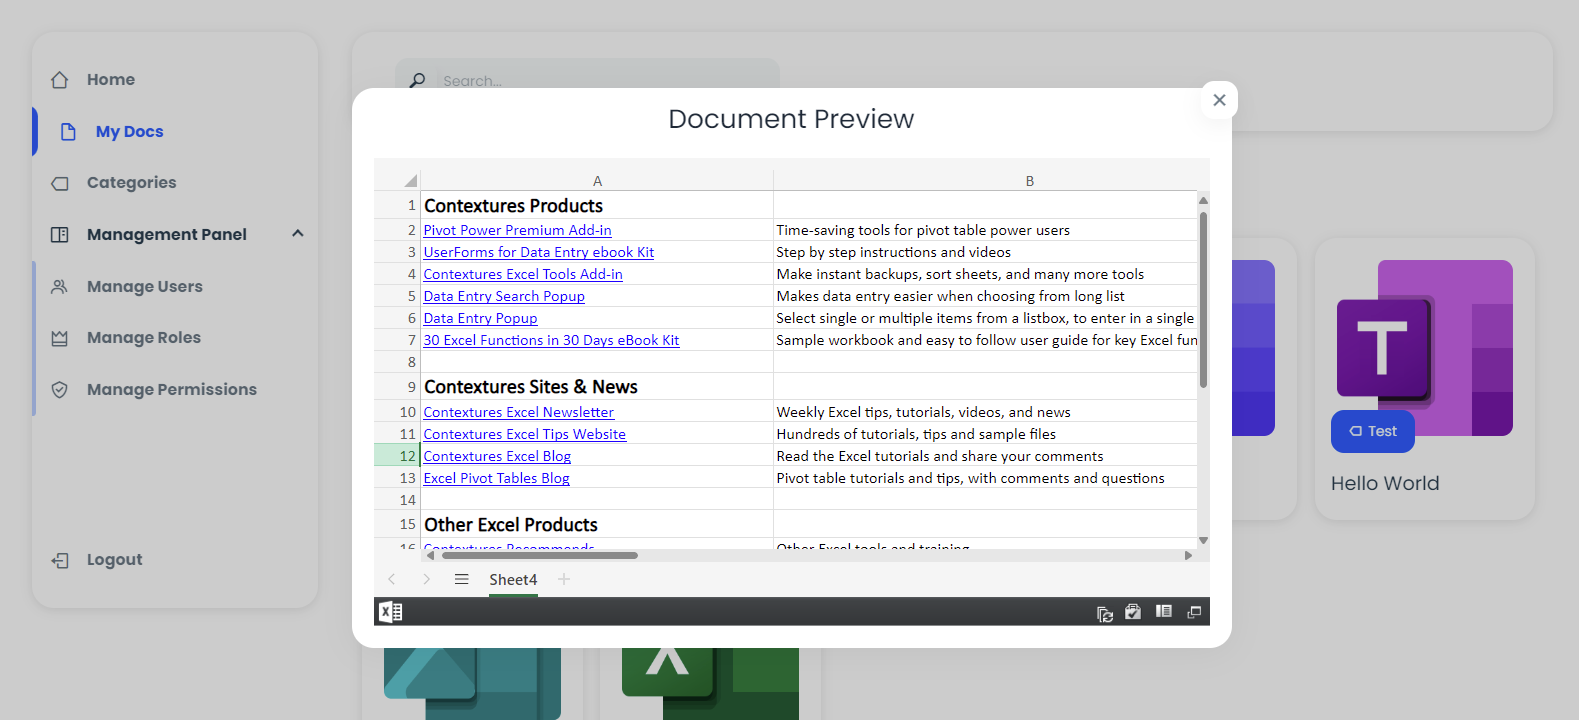 Home
My Docs
Categories
Management Panel
Manage Users
Manage Roles
Manage Permissions
Logout
Search...
Document Preview
A B
1 Contextures Products
2 Pivot Power Premium Add-in Time-saving tools for pivot table power users
3 UserForms for Data Entry ebook Kit Step by step instructions and videos
4 Contextures Excel Tools Add-in Make instant backups, sort sheets, and many more tools
5 Data Entry Search Popup Makes data entry easier when choosing from long list
6 Data Entry Popup Select single or multiple items from a listbox, to enter in a single
7 30 Excel Functions in 30 Days eBook Kit Sample workbook and easy to follow user guide for key Excel fun
8
9 Contextures Sites & News
10 Contextures Excel Newsletter Weekly Excel tips, tutorials, videos, and news
11 Contextures Excel Tips Website Hundreds of tutorials, tips and sample files
12 Contextures Excel Blog Read the Excel tutorials and share your comments
13 Excel Pivot Tables Blog Pivot table tutorials and tips, with comments and questions
14
15 Other Excel Products
16 Contextures Recommends Other Excel tools and training
Sheet4
T
Test
Hello World
X